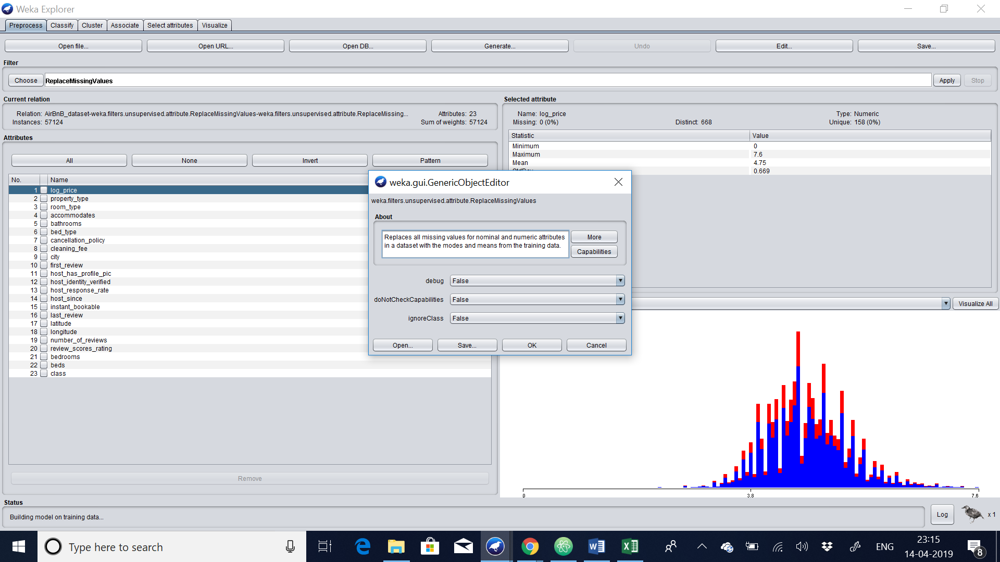 Weka Explorer
Preprocess Classify Cluster Associate Select attributes Visualize
Open file... Open URL... Open DB... Generate... Undo Edit... Save...
Filter
Choose ReplaceMissingValues Apply Stop
Current relation
Relation: AirBnB_dataset-weka.filters.unsupervised.attribute.ReplaceMissingValues-weka.filters.unsupervised.attribute.ReplaceMissing... Attributes: 23
Instances: 57124 Sum of weights: 57124
Selected attribute
Name: log_price Type: Numeric
Missing: 0 (0%) Distinct: 668 Unique: 158 (0%)
Statistic Value
Minimum 0
Maximum 7.6
Mean 4.75
StdDev 0.669
Attributes
All None Invert Pattern
No. Name
1 log_price
2 property_type
3 room_type
4 accommodates
5 bathrooms
6 bed_type
7 cancellation_policy
8 cleaning_fee
9 city
10 first_review
11 host_has_profile_pic
12 host_identity_verified
13 host_response_rate
14 host_since
15 instant_bookable
16 last_review
17 latitude
18 longitude
19 number_of_reviews
20 review_scores_rating
21 bedrooms
22 beds
23 class
Remove
weka.gui.GenericObjectEditor
weka.filters.unsupervised.attribute.ReplaceMissingValues
About
Replaces all missing values for nominal and numeric attributes
in a dataset with the modes and means from the training data.
More
Capabilities
debug False
doNotCheckCapabilities False
ignoreClass False
Open... Save... OK Cancel
Visualize All
0 3.8 7.6
Status
Building model on training data...
Log x 1
Type here to search
ENG
23:15
14-04-2019
8